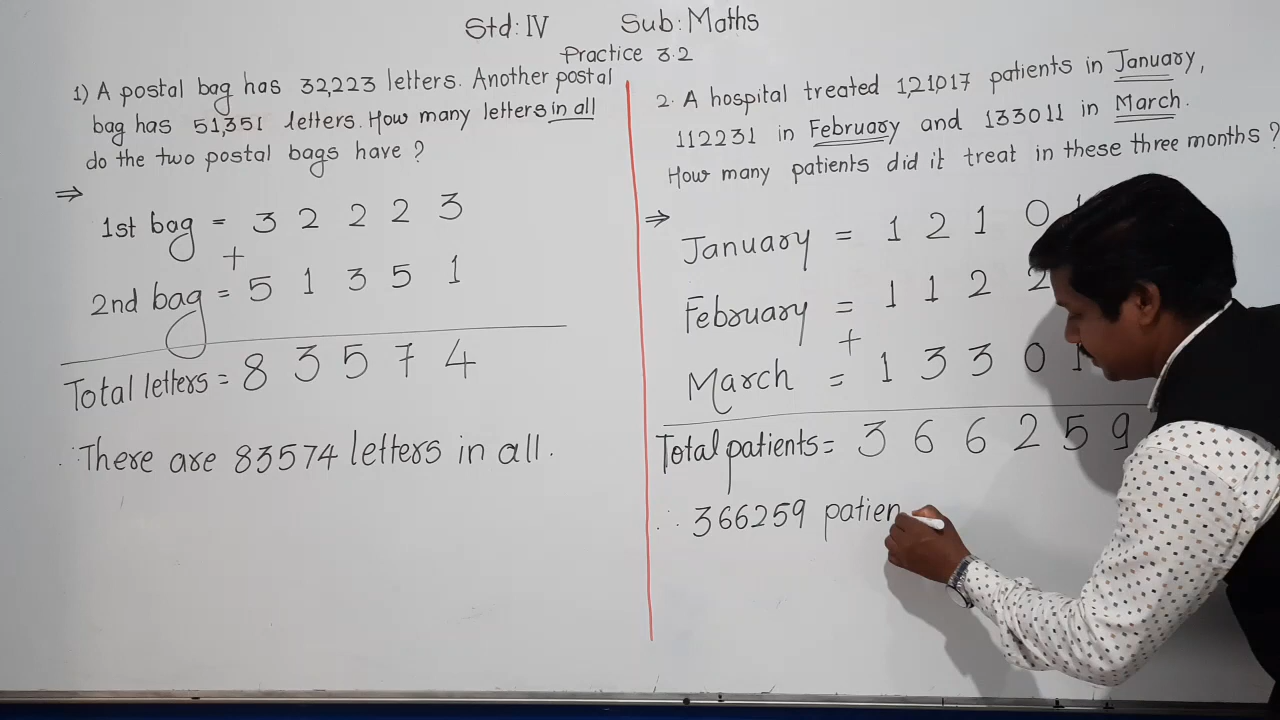 Std: IV Sub: Maths
Practice 3.2
1) A postal bag has 32,223 letters. Another postal
bag has 51,351 letters. How many letters in all
do the two postal bags have ?
⇒
1st bag = 3 2 2 2 3
+
2nd bag = 5 1 3 5 1
Total letters = 8 3 5 7 4
∴ There are 83574 letters in all.
2. A hospital treated 1,21,017 patients in January,
112231 in February and 133011 in March.
How many patients did it treat in these three months ?
⇒
January = 1 2 1 0 1
February = 1 1 2 2
+
March = 1 3 3 0 1
Total patients = 3 6 6 2 5 9
∴ 366259 patien